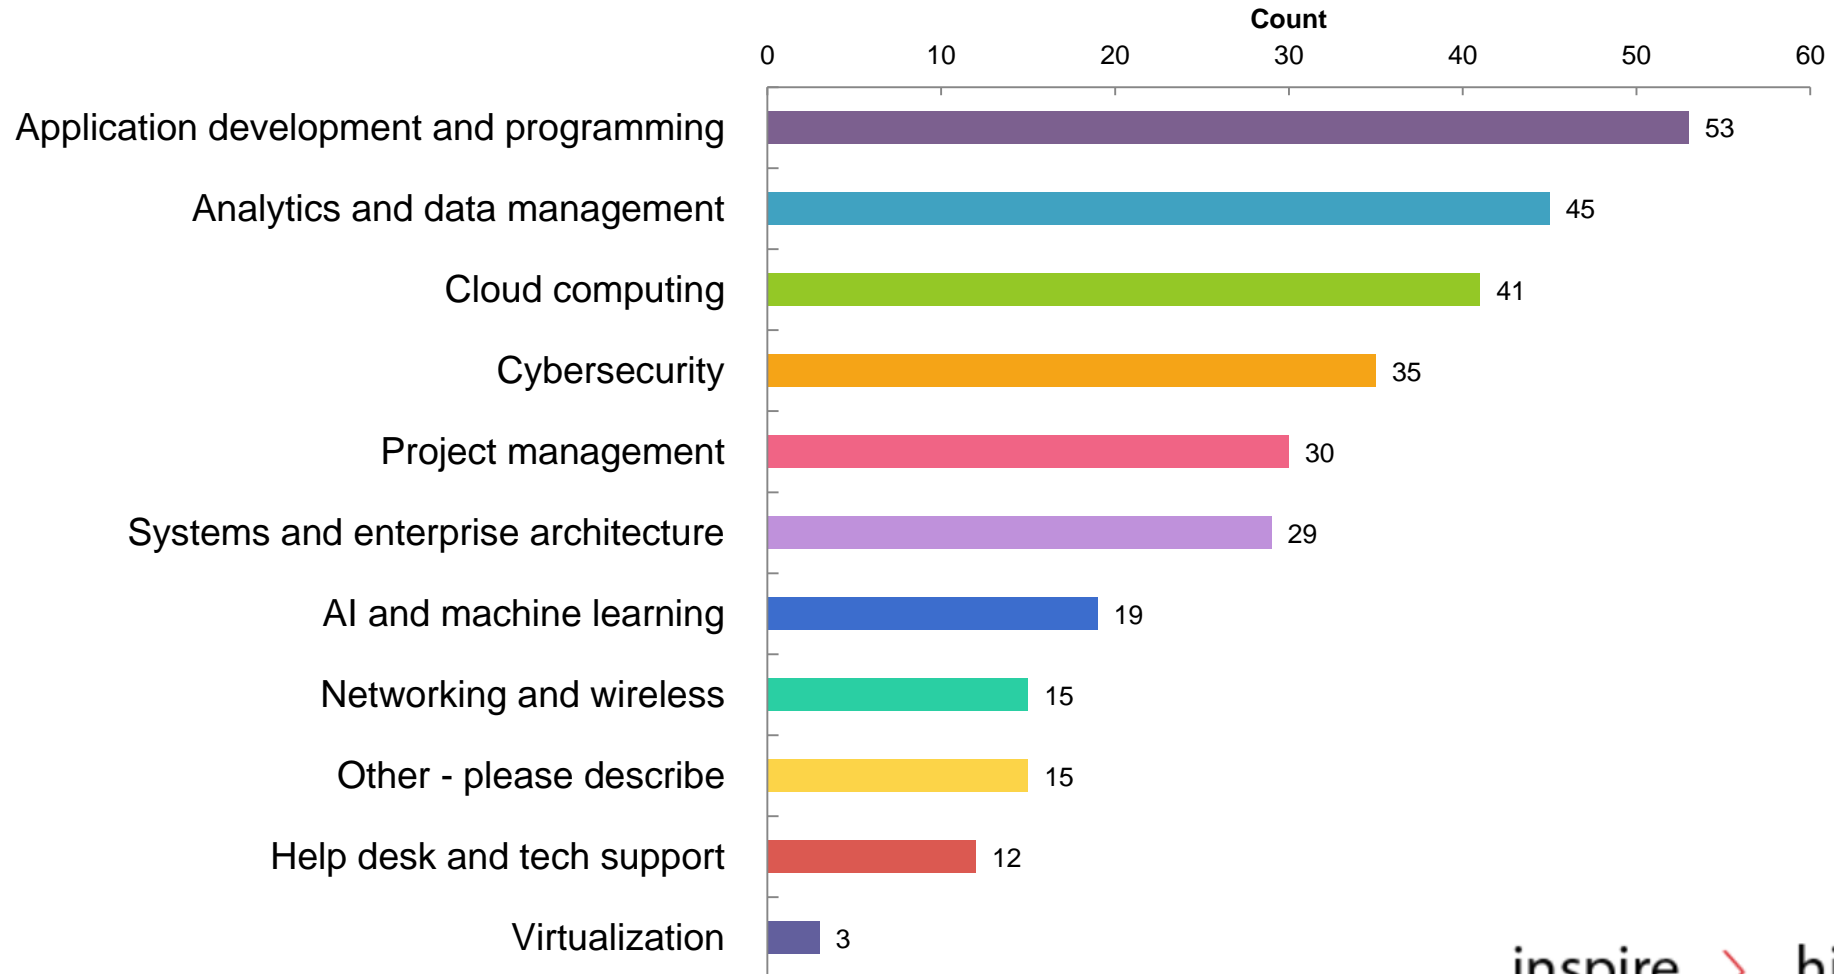 Count
0 10 20 30 40 50 60
Application development and programming 53
Analytics and data management 45
Cloud computing 41
Cybersecurity 35
Project management 30
Systems and enterprise architecture 29
AI and machine learning 19
Networking and wireless 15
Other - please describe 15
Help desk and tech support 12
Virtualization 3
inspire